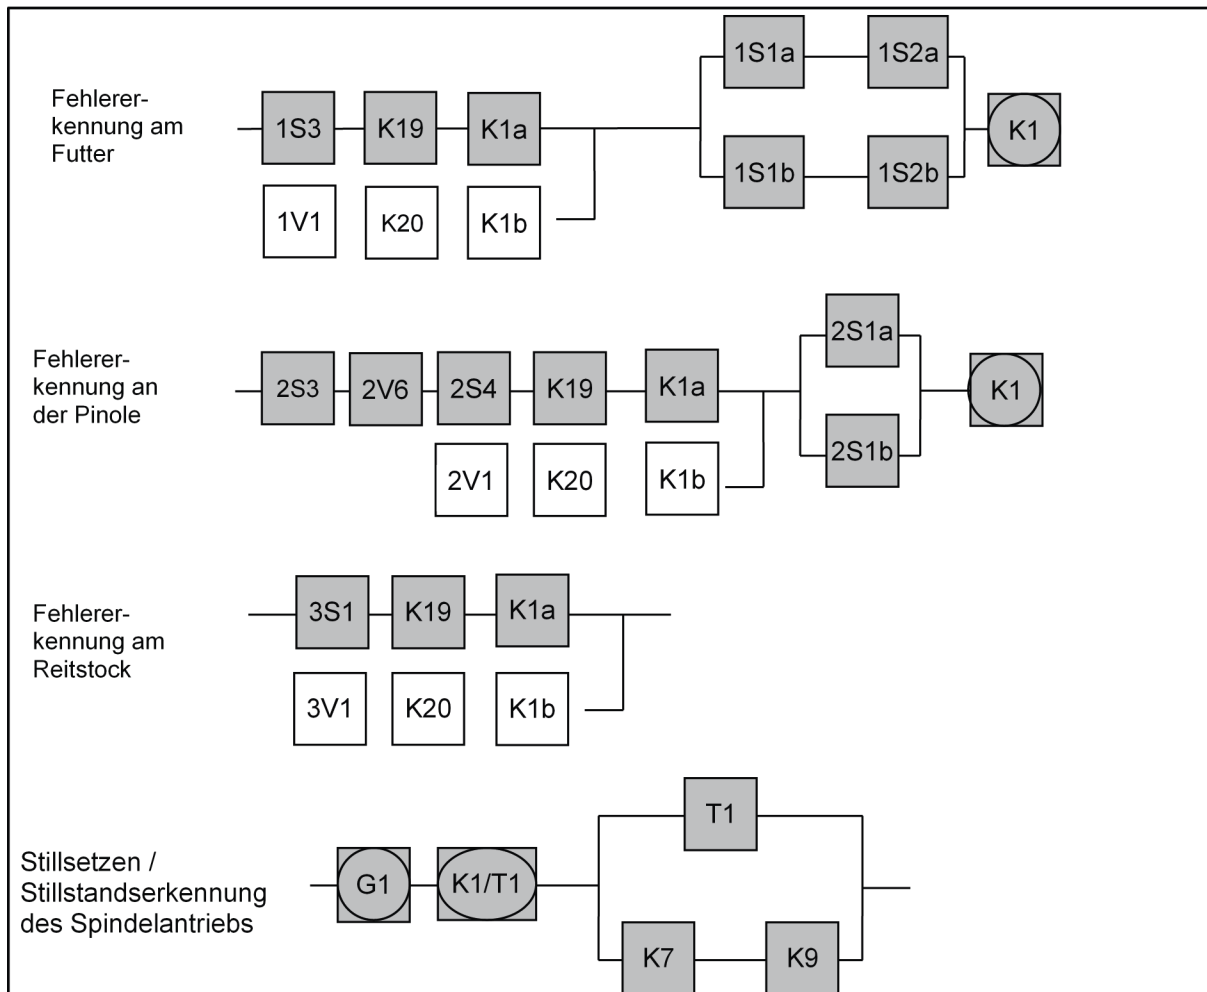 Fehlerer-
kennung am
Futter
1S3
K19
K1a
1S1a
1S2a
K1
1V1
K20
K1b
1S1b
1S2b
Fehlerer-
kennung an
der Pinole
2S3
2V6
2S4
K19
K1a
2S1a
K1
2V1
K20
K1b
2S1b
Fehlerer-
kennung am
Reitstock
3S1
K19
K1a
3V1
K20
K1b
Stillsetzen /
Stillstandserkennung
des Spindelantriebs
G1
K1/T1
T1
K7
K9